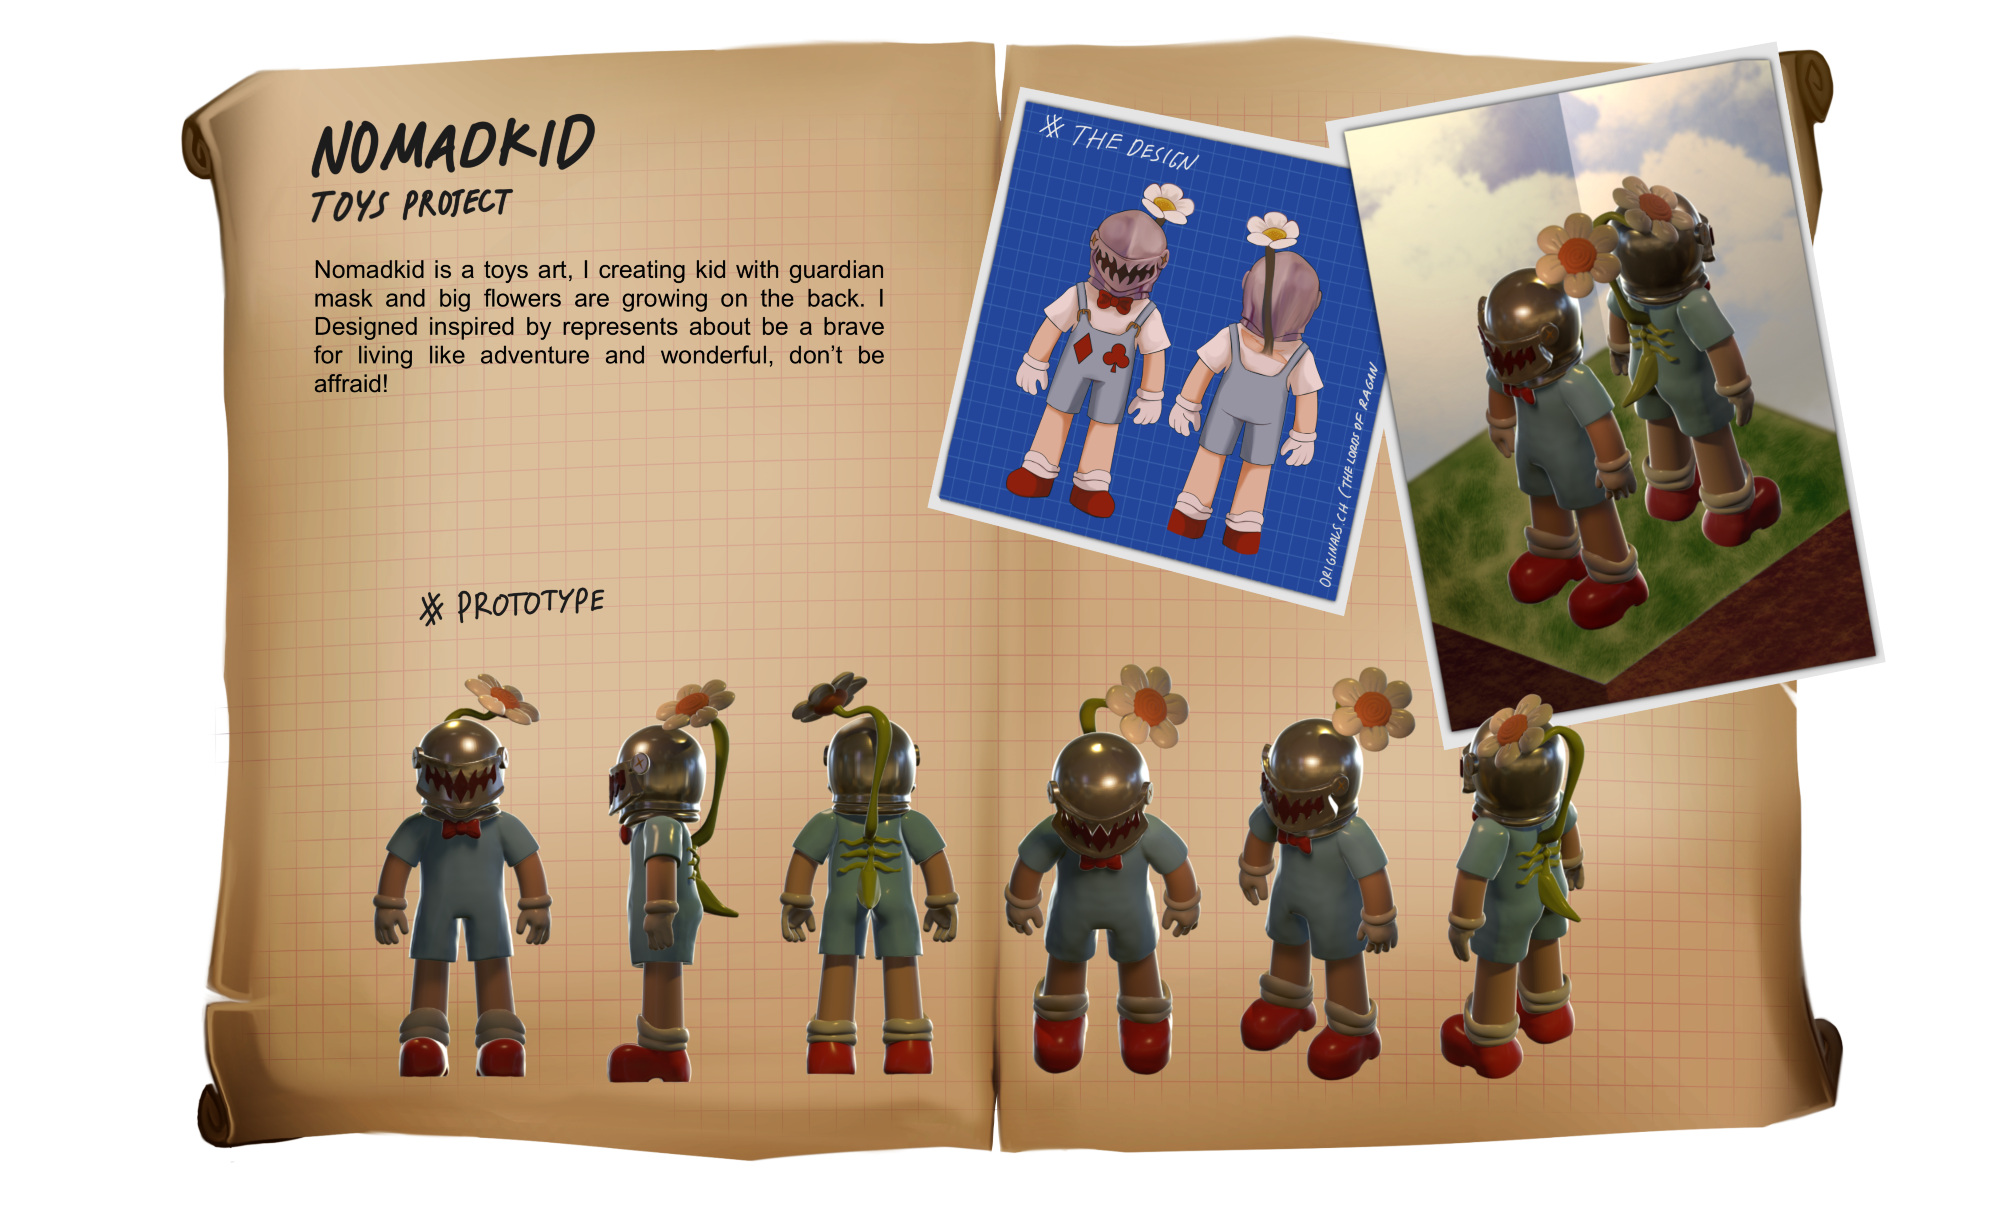 NOMADKID
TOYS PROJECT
Nomadkid is a toys art, I creating kid with guardian
mask and big flowers are growing on the back. I
Designed inspired by represents about be a brave
for living like adventure and wonderful, don't be
affraid!
THE DESIGN
ORIGINALS.CH (THE LORDS OF RAGAN
PROTOTYPE